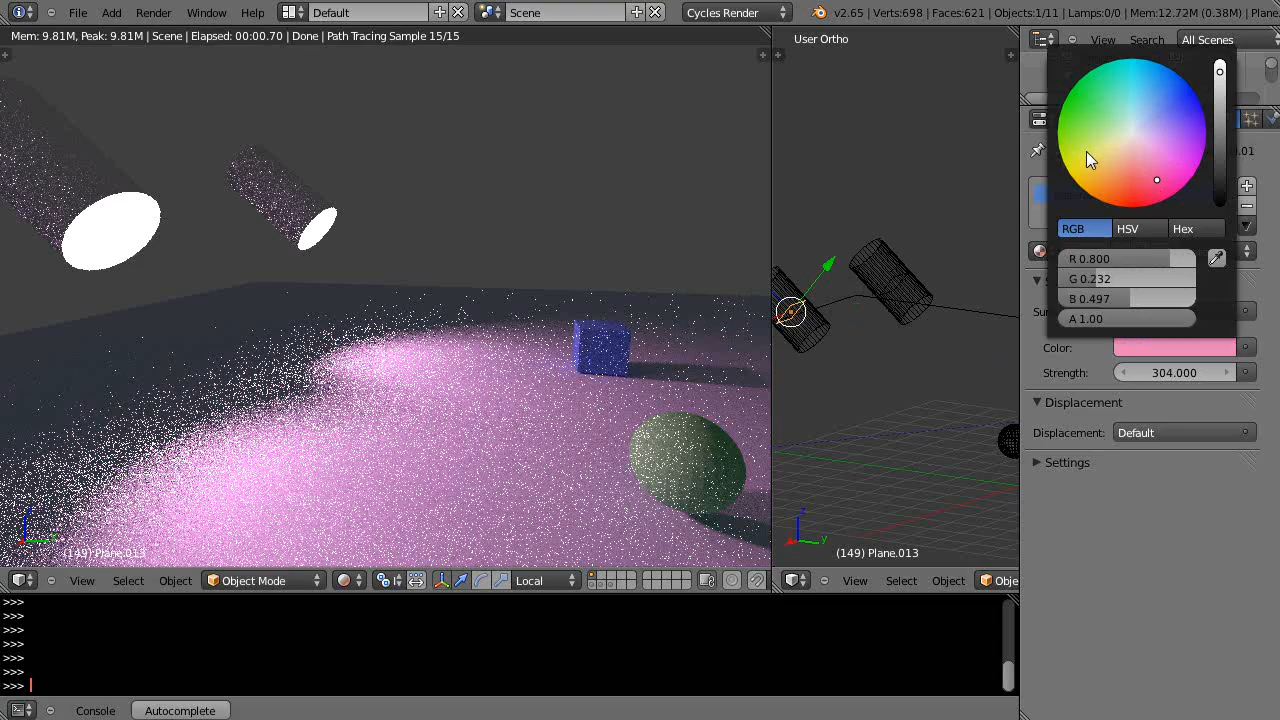 File Add Render Window Help Default Scene Cycles Render v2.65 | Verts:698 | Faces:621 | Objects:1/11 | Lamps:0/0 | Mem:12.72M (0.38M) | Plane
Mem: 9.81M, Peak: 9.81M | Scene | Elapsed: 00:00.70 | Done | Path Tracing Sample 15/15
User Ortho
View Search All Scenes
01
RGB HSV Hex
R 0.800
G 0.232
B 0.497
A 1.00
Color:
Strength: 304.000
Displacement
Displacement: Default
Settings
(149) Plane.013
(149) Plane.013
View Select Object Object Mode Local
View Select Object Obje
>>>
>>>
>>>
>>>
>>>
>>>
>>>
Console Autocomplete